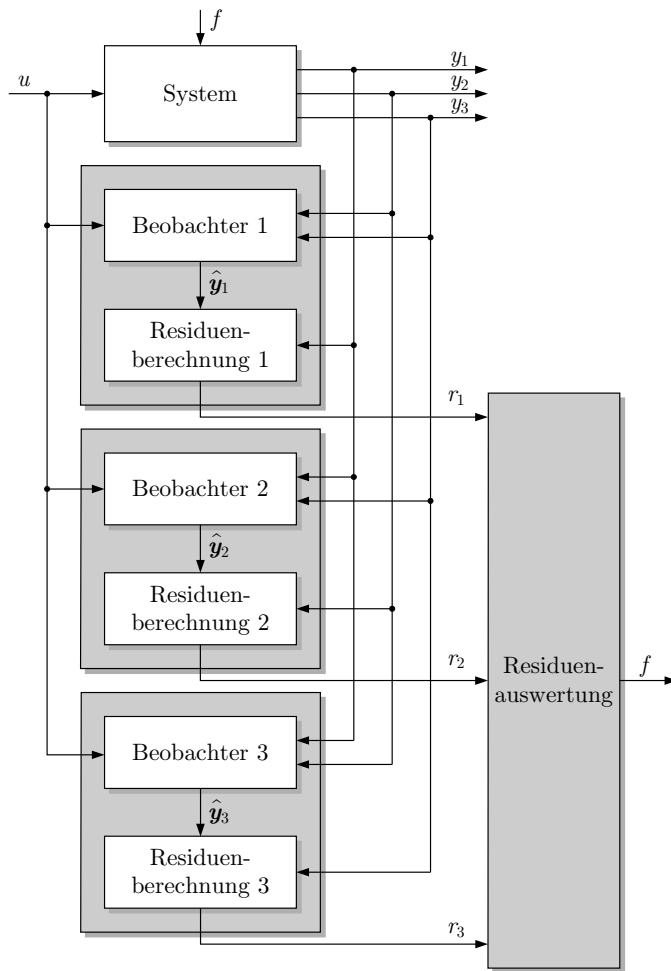 f
u
System
y₁
y₂
y₃
Beobachter 1
ŷ₁
Residuen-
berechnung 1
r₁
Beobachter 2
ŷ₂
Residuen-
berechnung 2
r₂
Residuen-
auswertung
f
Beobachter 3
ŷ₃
Residuen-
berechnung 3
r₃